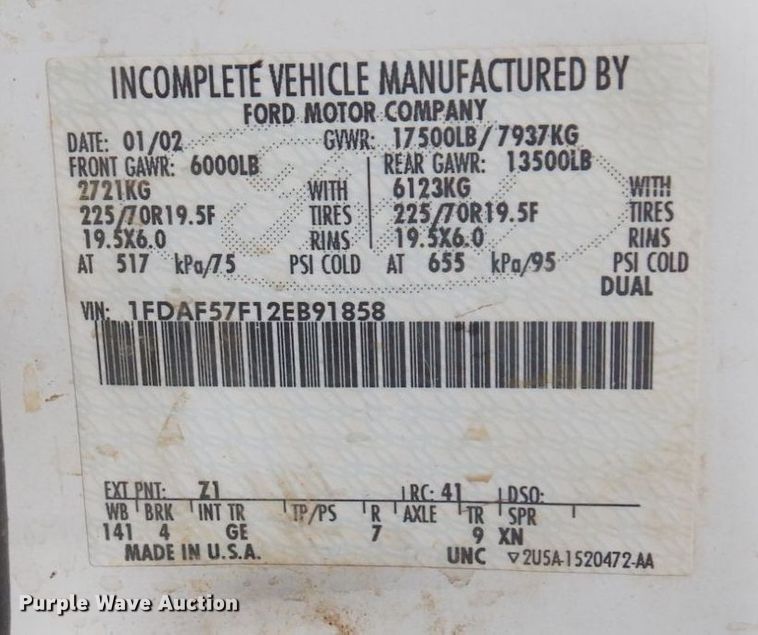 INCOMPLETE VEHICLE MANUFACTURED BY
FORD MOTOR COMPANY
DATE: 01/02 GVWR: 17500LB/ 7937KG
FRONT GAWR: 6000LB REAR GAWR: 13500LB
2721KG WITH 6123KG WITH
225/70R19.5F TIRES 225/70R19.5F TIRES
19.5X6.0 RIMS 19.5X6.0 RIMS
AT 517 kPa/75 PSI COLD AT 655 kPa/95 PSI COLD
DUAL
VIN: 1FDAF57F12EB91858
EXT PNT: Z1 RC: 41 DSO:
WB BRK INT TR TP/PS R AXLE TR SPR
141 4 GE 7 9 XN
MADE IN U.S.A. UNC 2U5A-1520472-AA
Purple Wave Auction